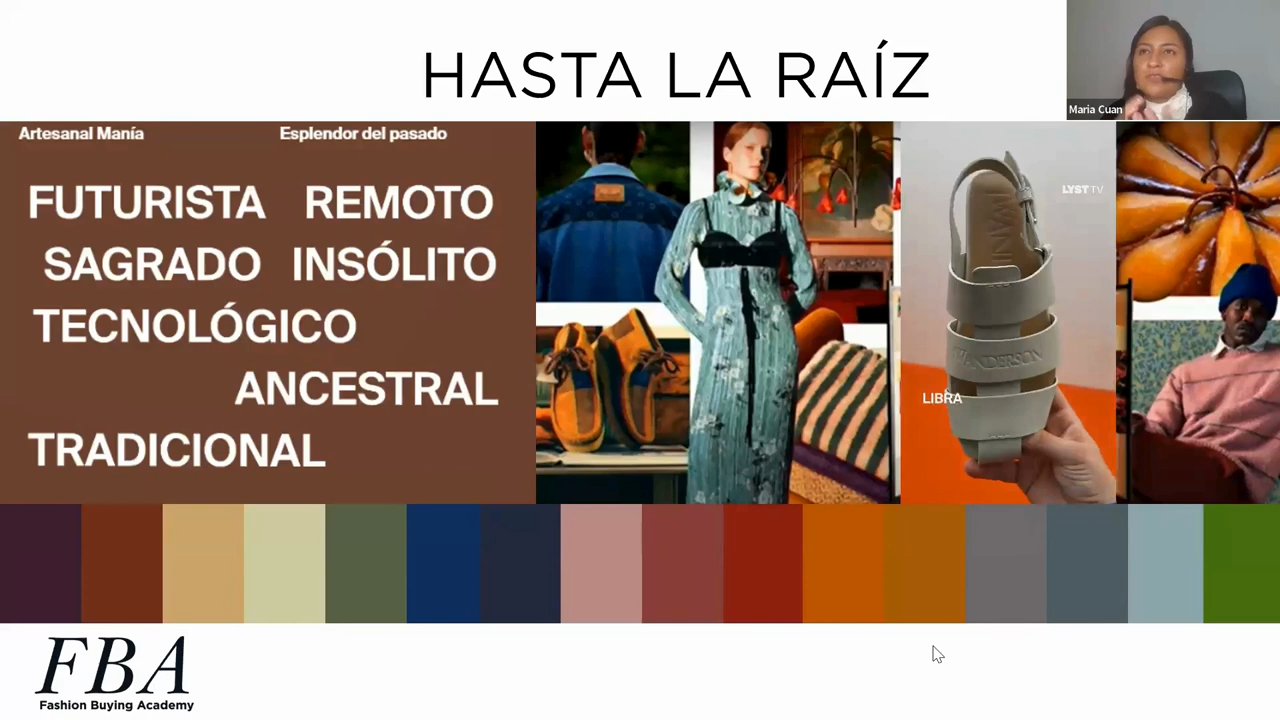 HASTA LA RAÍZ
Maria Cuan
Artesanal Manía
Esplendor del pasado
FUTURISTA REMOTO
SAGRADO INSÓLITO
TECNOLÓGICO
ANCESTRAL
TRADICIONAL
LYST TV
LIBRA
FBA
Fashion Buying Academy